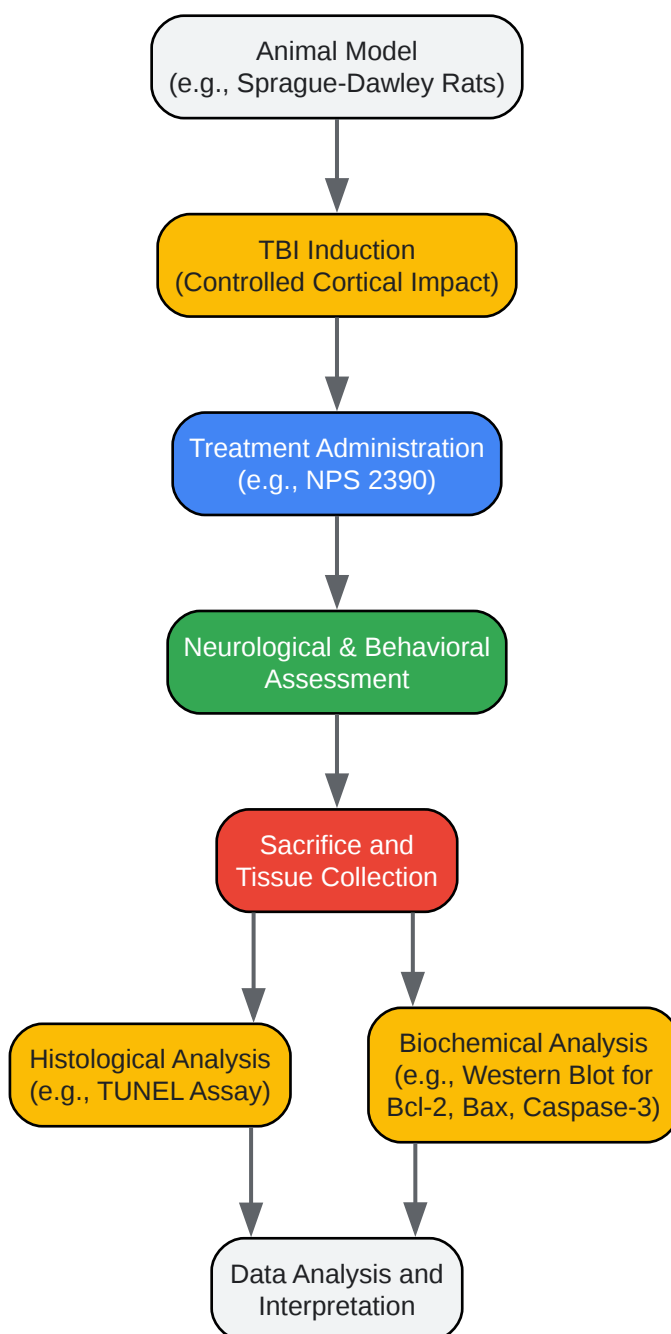 Animal Model
(e.g., Sprague-Dawley Rats)
TBI Induction
(Controlled Cortical Impact)
Treatment Administration
(e.g., NPS 2390)
Neurological & Behavioral
Assessment
Sacrifice and
Tissue Collection
Histological Analysis
(e.g., TUNEL Assay)
Biochemical Analysis
(e.g., Western Blot for
Bcl-2, Bax, Caspase-3)
Data Analysis and
Interpretation